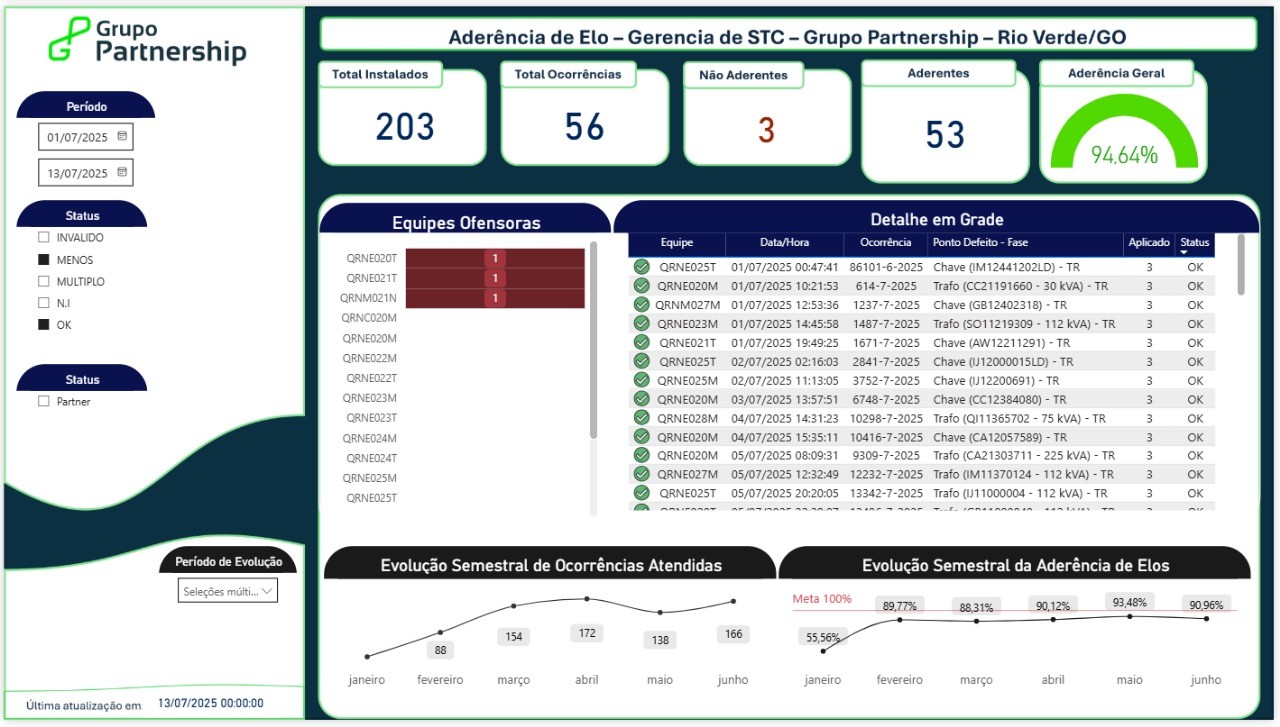 Grupo
Partnership
Aderência de Elo – Gerencia de STC – Grupo Partnership – Rio Verde/GO
Total Instalados
203
Total Ocorrências
56
Não Aderentes
3
Aderentes
53
Aderência Geral
94,64%
Período
01/07/2025
13/07/2025
Status
INVALIDO
MENOS
MULTIPLO
N.I
OK
Status
Partner
Período de Evolução
Seleções múlti...
Última atualização em 13/07/2025 00:00:00
Equipes Ofensoras
QRNE020T 1
QRNE021T 1
QRNM021N 1
QRNC020M
QRNE020M
QRNE022M
QRNE022T
QRNE023M
QRNE023T
QRNE024M
QRNE024T
QRNE025M
QRNE025T
Detalhe em Grade
Equipe Data/Hora Ocorrência Ponto Defeito - Fase Aplicado Status
QRNE025T 01/07/2025 00:47:41 86101-6-2025 Chave (IM12441202LD) - TR 3 OK
QRNE020M 01/07/2025 10:21:53 614-7-2025 Trafo (CC21191660 - 30 kVA) - TR 3 OK
QRNM027M 01/07/2025 12:53:36 1237-7-2025 Chave (GB12402318) - TR 3 OK
QRNE023M 01/07/2025 14:45:58 1487-7-2025 Trafo (SO11219309 - 112 kVA) - TR 3 OK
QRNE021T 01/07/2025 19:49:25 1671-7-2025 Chave (AW12211291) - TR 3 OK
QRNE025T 02/07/2025 02:16:03 2841-7-2025 Chave (IJ12000015LD) - TR 3 OK
QRNE025M 02/07/2025 11:13:05 3752-7-2025 Chave (IJ12200691) - TR 3 OK
QRNE020M 03/07/2025 13:57:51 6748-7-2025 Chave (CC12384080) - TR 3 OK
QRNE028M 04/07/2025 14:31:23 10298-7-2025 Trafo (QI11365702 - 75 kVA) - TR 3 OK
QRNE020M 04/07/2025 15:35:11 10416-7-2025 Chave (CA12057589) - TR 3 OK
QRNE020M 05/07/2025 08:09:31 9309-7-2025 Trafo (CA21303711 - 225 kVA) - TR 3 OK
QRNE027M 05/07/2025 12:32:49 12232-7-2025 Trafo (IM11370124 - 112 kVA) - TR 3 OK
QRNE025T 05/07/2025 20:20:05 13342-7-2025 Trafo (IJ11000004 - 112 kVA) - TR 3 OK
Evolução Semestral de Ocorrências Atendidas
88
154
172
138
166
janeiro fevereiro março abril maio junho
Evolução Semestral da Aderência de Elos
Meta 100%
55,56%
89,77%
88,31%
90,12%
93,48%
90,96%
janeiro fevereiro março abril maio junho